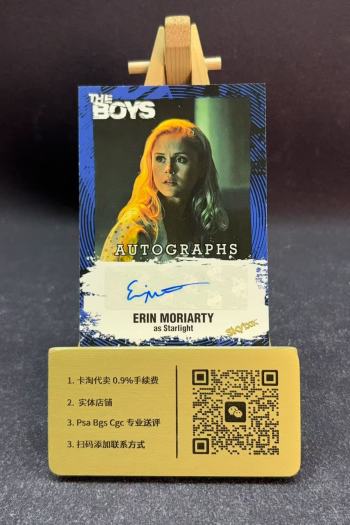 THE
BOYS
AUTOGRAPHS
ERIN MORIARTY
as Starlight
skybox
1. 卡淘代卖 0.9%手续费
2. 实体店铺
3. Psa Bgs Cgc 专业送评
3. 扫码添加联系方式